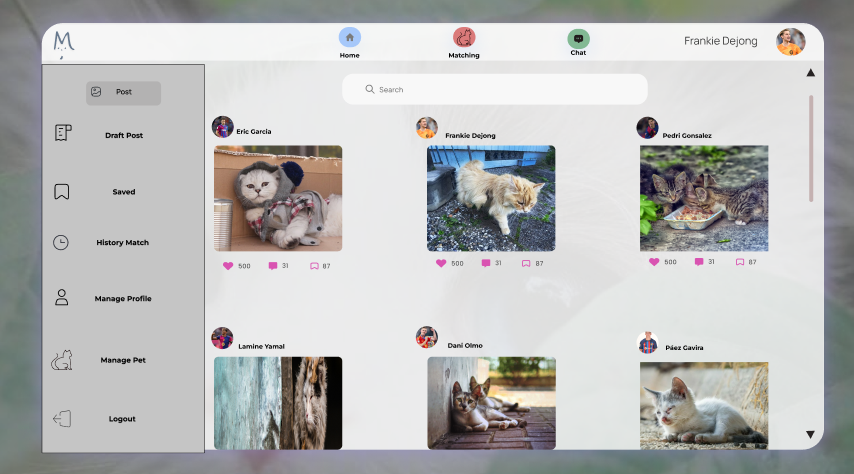 M
Home
Matching
Chat
Frankie Dejong
Post
Draft Post
Saved
History Match
Manage Profile
Manage Pet
Logout
Search
Eric Garcia
Frankie Dejong
Pedri Gonsalez
500 31 87
500 31 87
500 31 87
Lamine Yamal
Dani Olmo
Páez Gavira